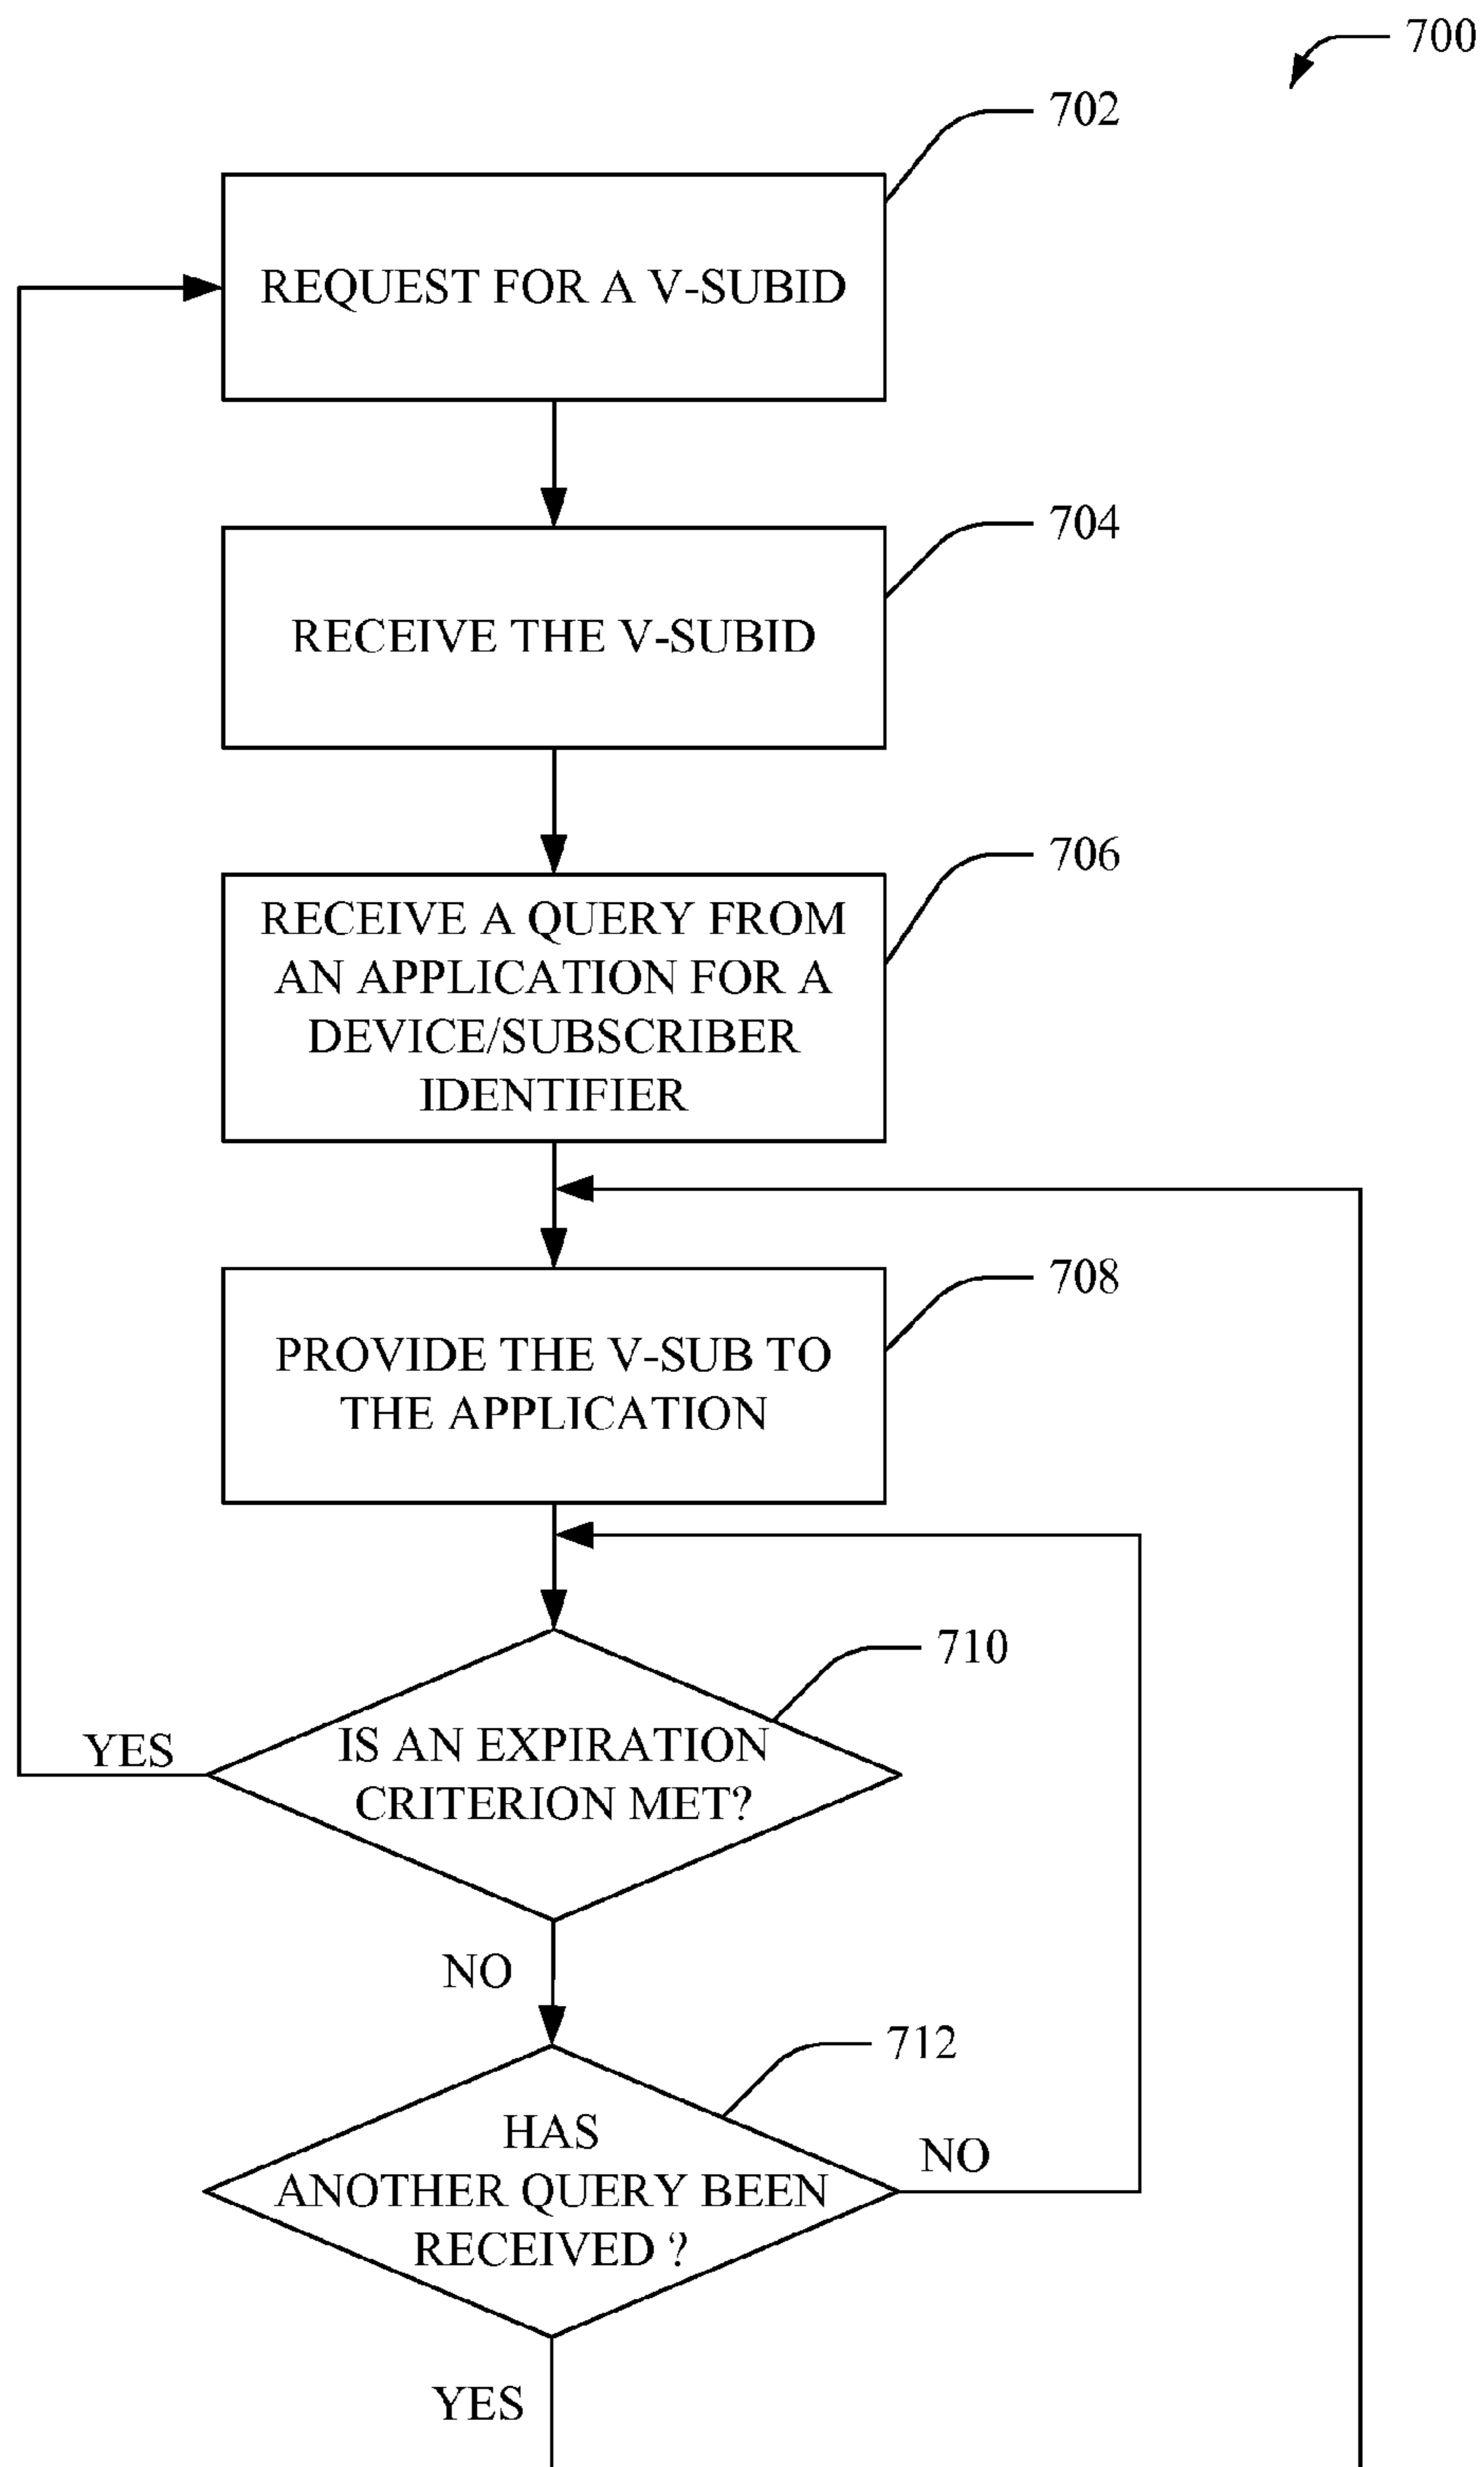 700
702
REQUEST FOR A V-SUBID
704
RECEIVE THE V-SUBID
706
RECEIVE A QUERY FROM
AN APPLICATION FOR A
DEVICE/SUBSCRIBER
IDENTIFIER
708
PROVIDE THE V-SUB TO
THE APPLICATION
710
IS AN EXPIRATION
CRITERION MET?
YES
NO
712
HAS
ANOTHER QUERY BEEN
RECEIVED ?
NO
YES